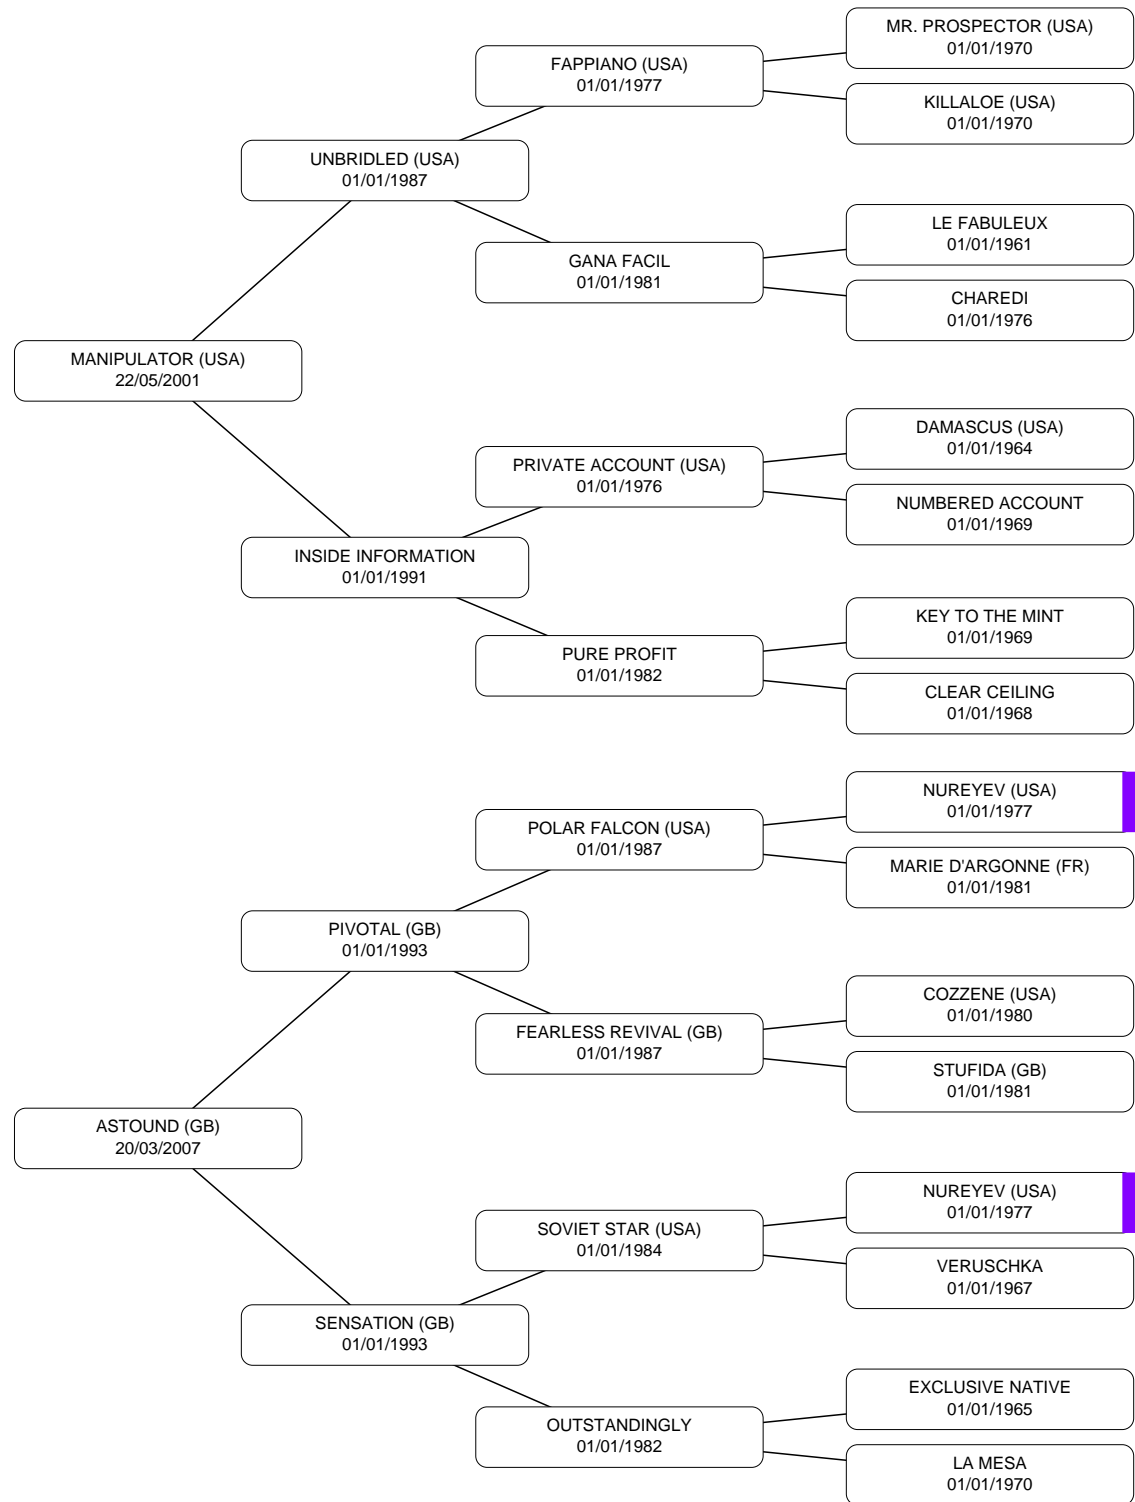 MR. PROSPECTOR (USA)
01/01/1970
FAPPIANO (USA)
01/01/1977
KILLALOE (USA)
01/01/1970
UNBRIDLED (USA)
01/01/1987
LE FABULEUX
01/01/1961
GANA FACIL
01/01/1981
CHAREDI
01/01/1976
MANIPULATOR (USA)
22/05/2001
DAMASCUS (USA)
01/01/1964
PRIVATE ACCOUNT (USA)
01/01/1976
NUMBERED ACCOUNT
01/01/1969
INSIDE INFORMATION
01/01/1991
KEY TO THE MINT
01/01/1969
PURE PROFIT
01/01/1982
CLEAR CEILING
01/01/1968
NUREYEV (USA)
01/01/1977
POLAR FALCON (USA)
01/01/1987
MARIE D'ARGONNE (FR)
01/01/1981
PIVOTAL (GB)
01/01/1993
COZZENE (USA)
01/01/1980
FEARLESS REVIVAL (GB)
01/01/1987
STUFIDA (GB)
01/01/1981
ASTOUND (GB)
20/03/2007
NUREYEV (USA)
01/01/1977
SOVIET STAR (USA)
01/01/1984
VERUSCHKA
01/01/1967
SENSATION (GB)
01/01/1993
EXCLUSIVE NATIVE
01/01/1965
OUTSTANDINGLY
01/01/1982
LA MESA
01/01/1970